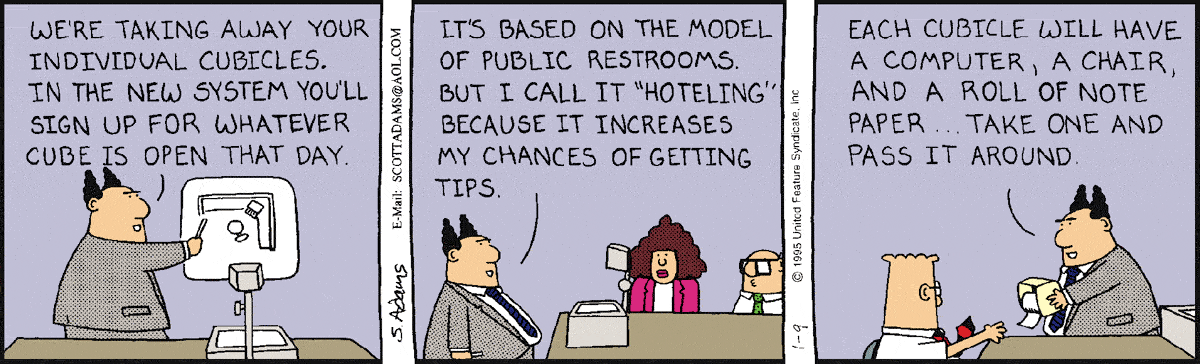 WE'RE TAKING AWAY YOUR
INDIVIDUAL CUBICLES.
IN THE NEW SYSTEM YOU'LL
SIGN UP FOR WHATEVER
CUBE IS OPEN THAT DAY.
S. Adams
E-Mail: SCOTTADAMS@AOL.COM
IT'S BASED ON THE MODEL
OF PUBLIC RESTROOMS.
BUT I CALL IT "HOTELING"
BECAUSE IT INCREASES
MY CHANCES OF GETTING
TIPS.
1-9
© 1995 United Feature Syndicate, Inc
EACH CUBICLE WILL HAVE
A COMPUTER, A CHAIR,
AND A ROLL OF NOTE
PAPER... TAKE ONE AND
PASS IT AROUND.